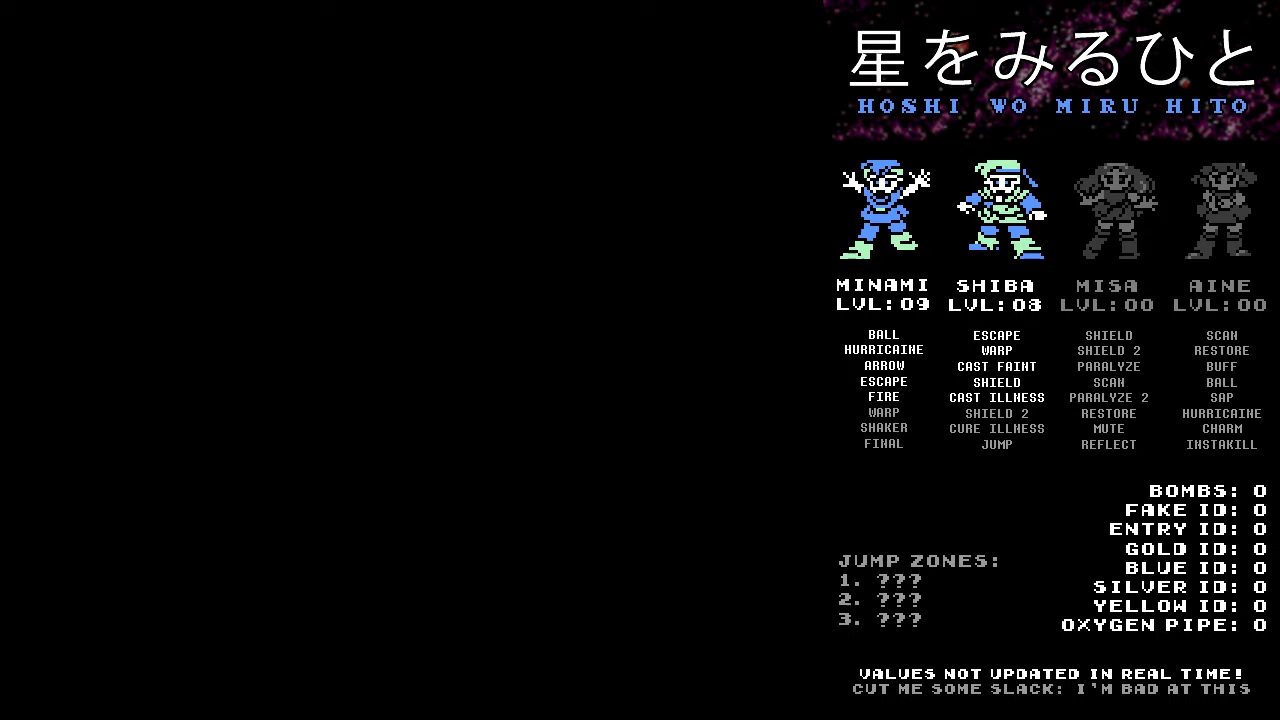 星をみるひと
HOSHI WO MIRU HITO
MINAMI SHIBA MISA AINE
LVL:09 LVL:08 LVL:00 LVL:00
BALL ESCAPE SHIELD SCAN
HURRICAINE WARP SHIELD 2 RESTORE
ARROW CAST FAINT PARALYZE BUFF
ESCAPE SHIELD SCAN BALL
FIRE CAST ILLNESS PARALYZE 2 SAP
WARP SHIELD 2 RESTORE HURRICAINE
SHAKER CURE ILLNESS MUTE CHARM
FINAL JUMP REFLECT INSTAKILL
BOMBS: 0
FAKE ID: 0
ENTRY ID: 0
GOLD ID: 0
BLUE ID: 0
SILVER ID: 0
YELLOW ID: 0
OXYGEN PIPE: 0
JUMP ZONES:
1. ???
2. ???
3. ???
VALUES NOT UPDATED IN REAL TIME!
CUT ME SOME SLACK: I'M BAD AT THIS